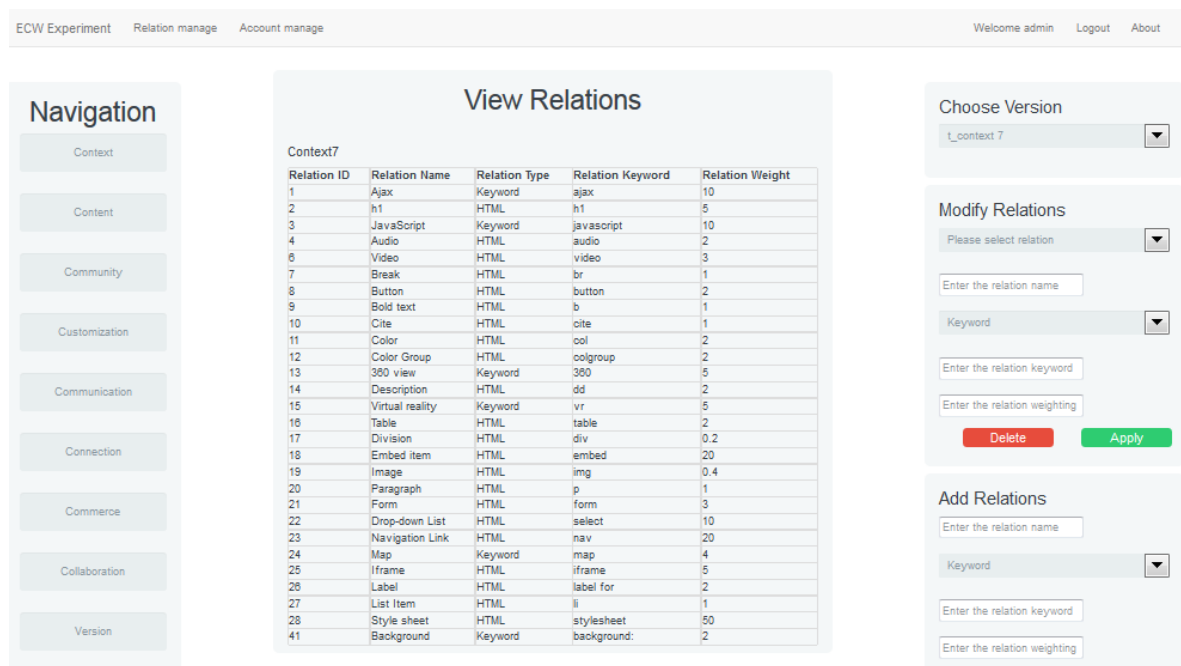 ECW Experiment Relation manage Account manage Welcome admin Logout About
Navigation
Context
Content
Community
Customization
Communication
Connection
Commerce
Collaboration
Version
View Relations
Context7
Relation ID Relation Name Relation Type Relation Keyword Relation Weight
1 Ajax Keyword ajax 10
2 h1 HTML h1 5
3 JavaScript Keyword javascript 10
4 Audio HTML audio 2
6 Video HTML video 3
7 Break HTML br 1
8 Button HTML button 2
9 Bold text HTML b 1
10 Cite HTML cite 1
11 Color HTML col 2
12 Color Group HTML colgroup 2
13 360 view Keyword 360 5
14 Description HTML dd 2
15 Virtual reality Keyword vr 5
16 Table HTML table 2
17 Division HTML div 0.2
18 Embed item HTML embed 20
19 Image HTML img 0.4
20 Paragraph HTML p 1
21 Form HTML form 3
22 Drop-down List HTML select 10
23 Navigation Link HTML nav 20
24 Map Keyword map 4
25 Iframe HTML iframe 5
26 Label HTML label for 2
27 List Item HTML li 1
28 Style sheet HTML stylesheet 50
41 Background Keyword background: 2
Choose Version
t_context 7
Modify Relations
Please select relation
Enter the relation name
Keyword
Enter the relation keyword
Enter the relation weighting
Delete Apply
Add Relations
Enter the relation name
Keyword
Enter the relation keyword
Enter the relation weighting